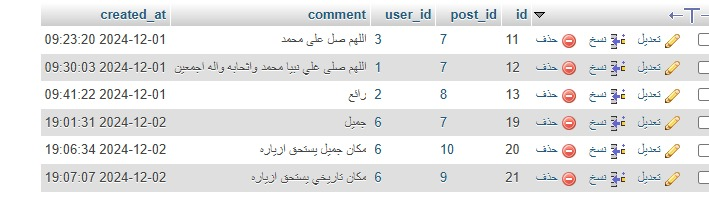 id post_id user_id comment created_at
تعديل نسخ حذف 11 7 3 اللهم صل على محمد 2024-12-01 09:23:20
تعديل نسخ حذف 12 7 1 اللهم صلى غلي نبيا محمد واثحابه واله اجمعين 2024-12-01 09:30:03
تعديل نسخ حذف 13 8 2 رائع 2024-12-01 09:41:22
تعديل نسخ حذف 19 7 6 جميل 2024-12-02 19:01:31
تعديل نسخ حذف 20 10 6 مكان جميل يستحق ازياره 2024-12-02 19:06:34
تعديل نسخ حذف 21 9 6 مكان تاريخي يستحق ازياره 2024-12-02 19:07:07